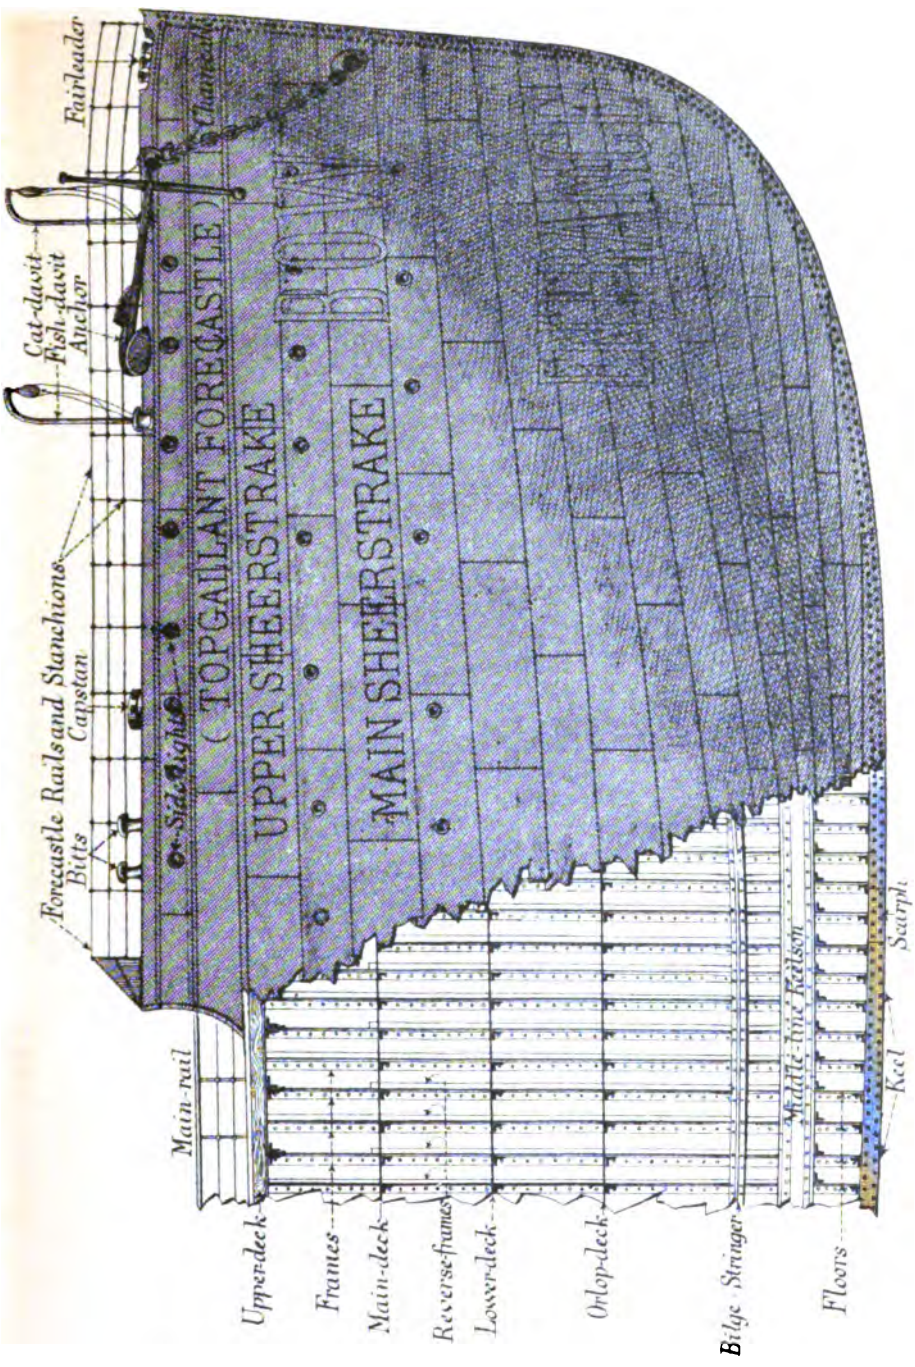 Forecastle Rails and Stanchions
Bitts
Capstan
Cat-davit
Fish-davit
Anchor
Fairleader
Main-rail
Side Lights
(TOPGALLANT FORECASTLE)
UPPER SHEERSTRAKE
BOW
MAIN SHEERSTRAKE
Upper-deck
Frames
Main-deck
Reverse-frames
Lower-deck
Orlop-deck
Bilge Stringer
Middle-line Keelson
Floors
Keel
Scarph